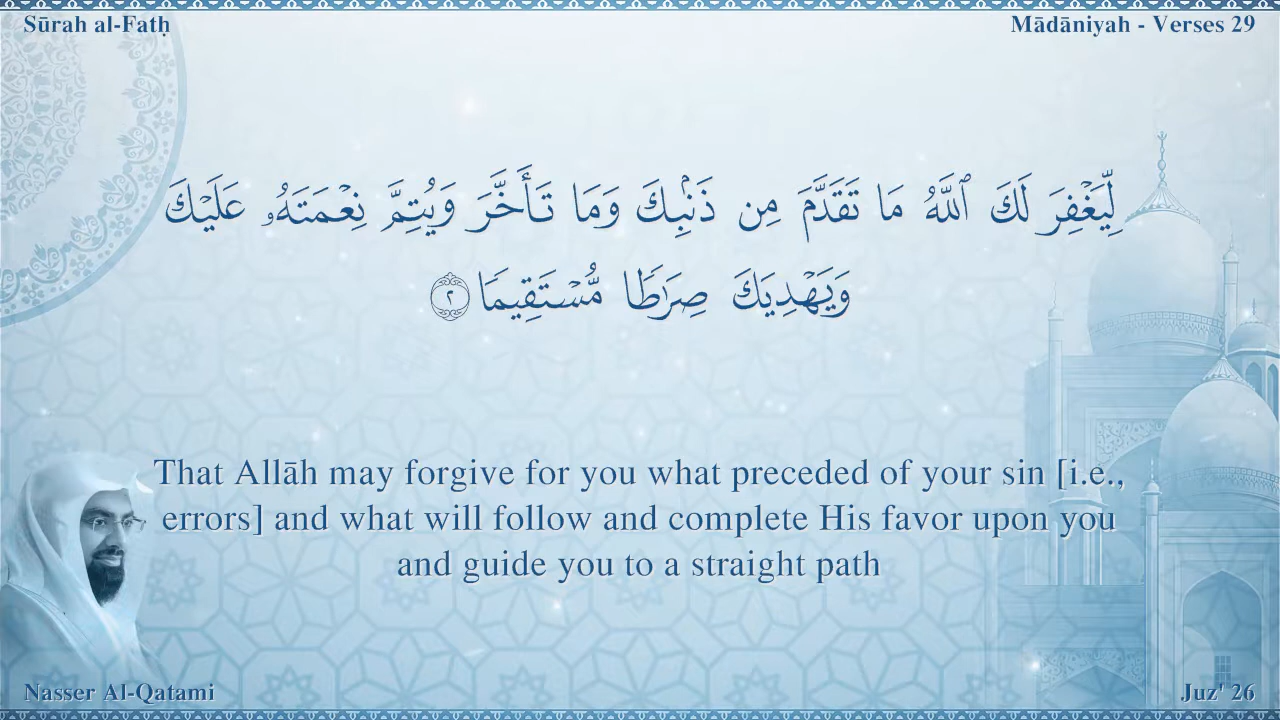 Sūrah al-Fatḥ
Mādāniyah - Verses 29
لِّيَغْفِرَ لَكَ ٱللَّهُ مَا تَقَدَّمَ مِن ذَنۢبِكَ وَمَا تَأَخَّرَ وَيُتِمَّ نِعْمَتَهُۥ عَلَيْكَ
وَيَهْدِيَكَ صِرَٰطًا مُّسْتَقِيمًا ٢
That Allāh may forgive for you what preceded of your sin [i.e.,
errors] and what will follow and complete His favor upon you
and guide you to a straight path
Nasser Al-Qatami
Juz' 26